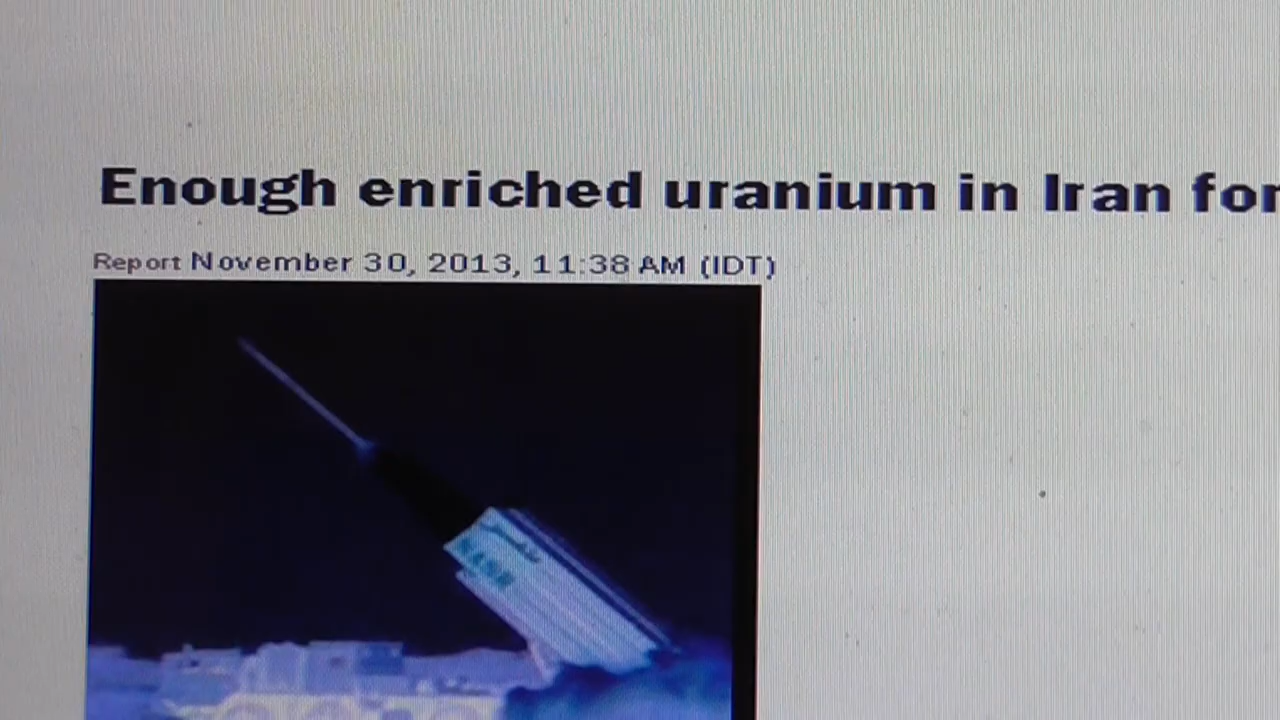 Enough enriched uranium in Iran for
Report November 30, 2013, 11:38 AM (IDT)